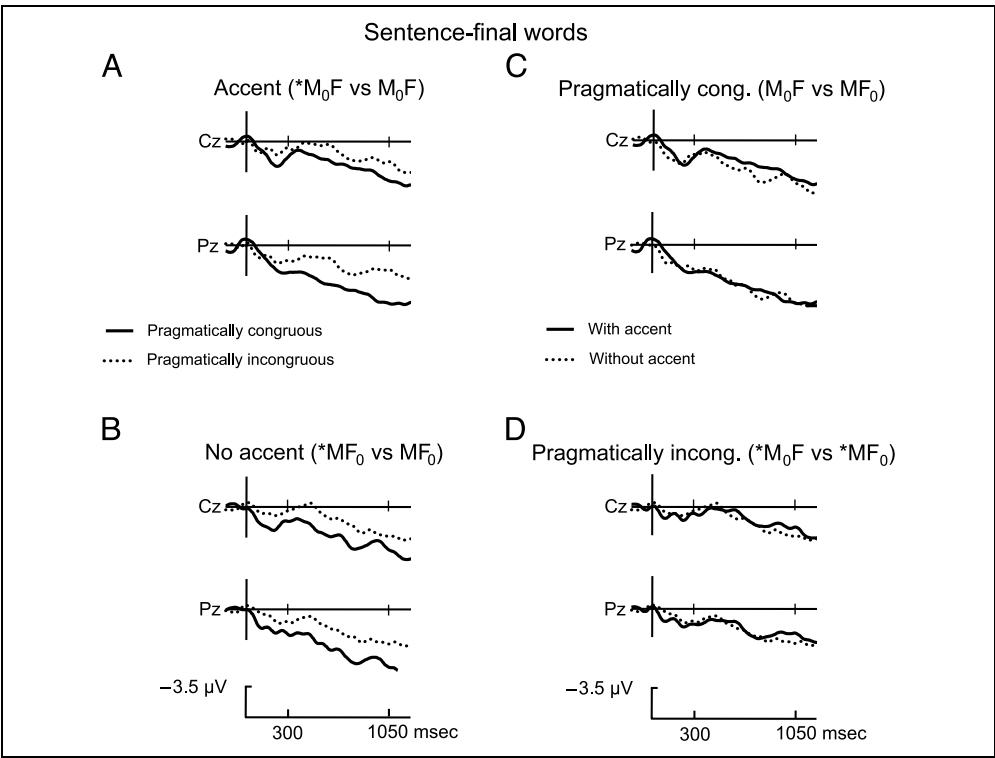 Sentence-final words
A
Accent (*M₀F vs M₀F)
Cz
Pz
Pragmatically congruous
Pragmatically incongruous
B
No accent (*MF₀ vs MF₀)
Cz
Pz
−3.5 µV
300
1050 msec
C
Pragmatically cong. (M₀F vs MF₀)
Cz
Pz
With accent
Without accent
D
Pragmatically incong. (*M₀F vs *MF₀)
Cz
Pz
−3.5 µV
300
1050 msec